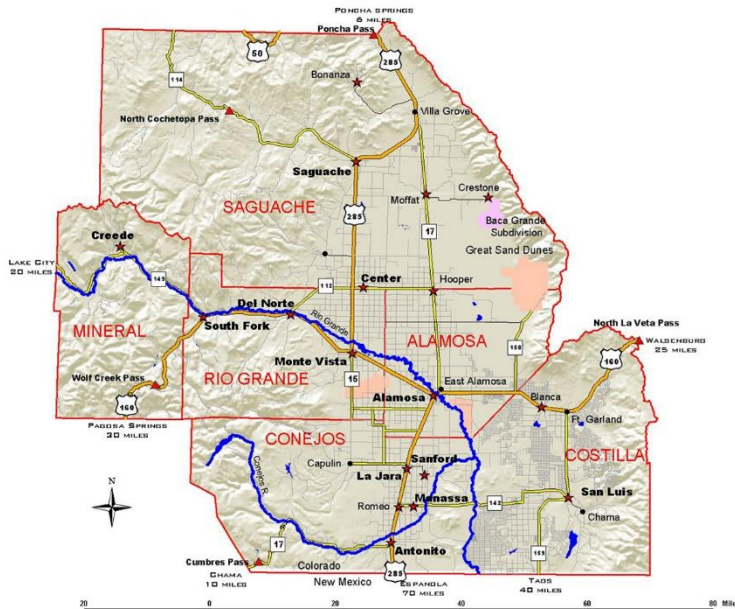 PONCHA SPRINGS
6 MILES
Poncha Pass
50
285
114
Bonanza
Villa Grove
North Cochetopa Pass
Saguache
Crestone
Moffat
SAGUACHE
285
17
Baca Grande
Subdivision
Great Sand Dunes
Creede
LAKE CITY
20 MILES
149
Center
112
Hooper
Del Norte
South Fork
Rio Grande
MINERAL
ALAMOSA
North La Veta Pass
WALSENBURG
25 MILES
150
160
Monte Vista
Wolf Creek Pass
RIO GRANDE
15
East Alamosa
Alamosa
Blanca
Ft. Garland
160
PAGOSA SPRINGS
20 MILES
CONEJOS
COSTILLA
Sanford
Capulin
La Jara
Conejos R.
Manassa
Romeo
142
San Luis
Chama
17
Antonito
159
Cumbres Pass
CHAMA
10 MILES
Colorado
New Mexico
285
ESPANOLA
70 MILES
TAOS
40 MILES
N
20 0 20 40 60 80 Miles